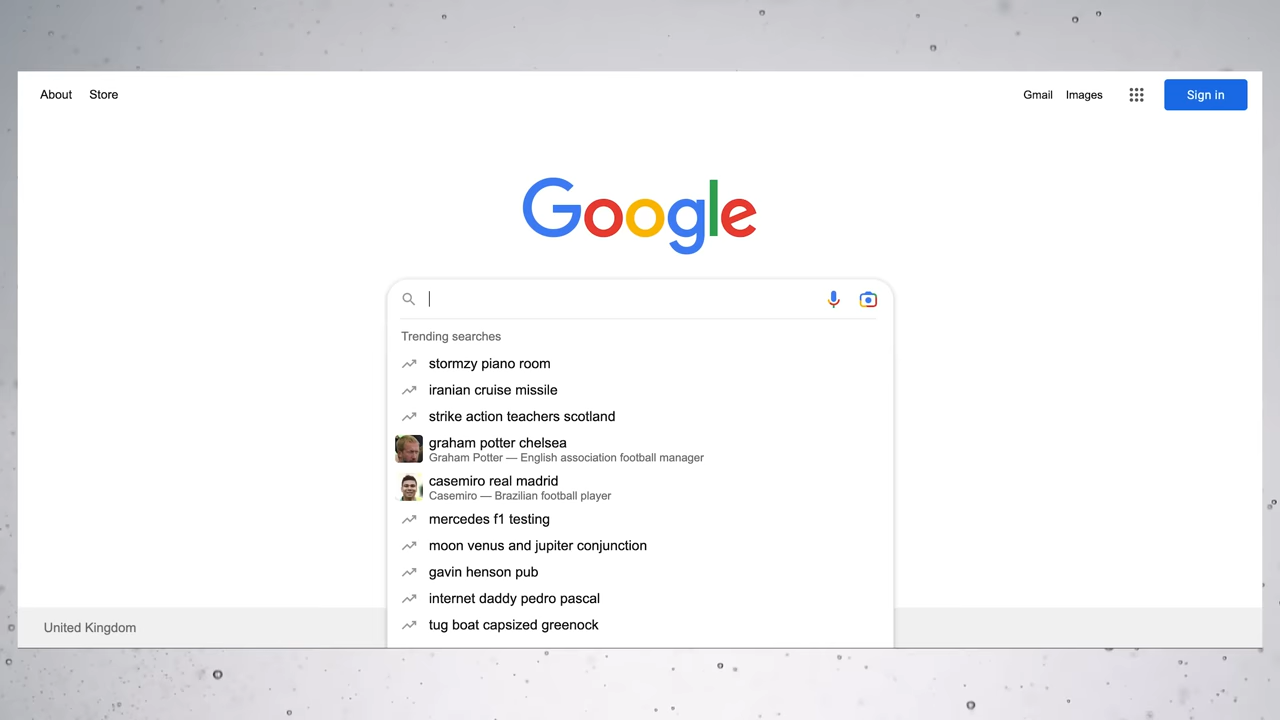 About Store
Gmail Images Sign in
Google
Trending searches
stormzy piano room
iranian cruise missile
strike action teachers scotland
graham potter chelsea
Graham Potter — English association football manager
casemiro real madrid
Casemiro — Brazilian football player
mercedes f1 testing
moon venus and jupiter conjunction
gavin henson pub
internet daddy pedro pascal
tug boat capsized greenock
United Kingdom